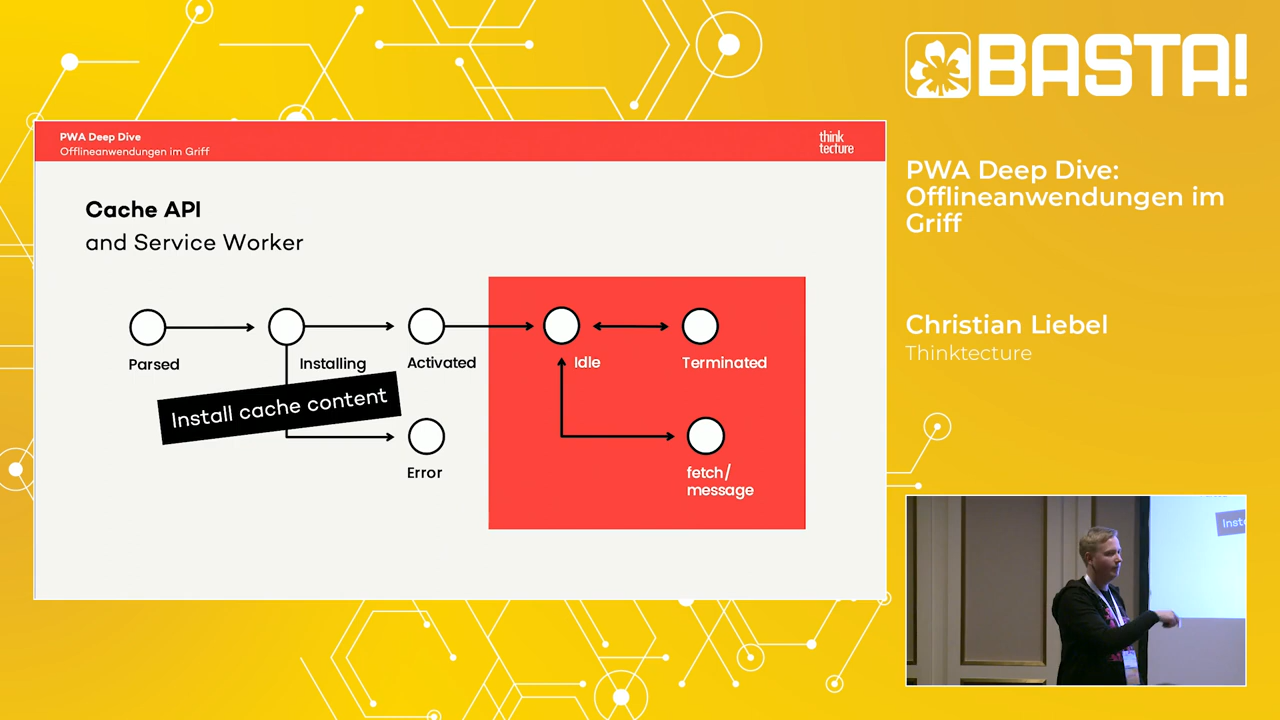 BASTA!
PWA Deep Dive
Offlineanwendungen im Griff
think
tecture
Cache API
and Service Worker
Parsed
Installing
Activated
Idle
Terminated
Install cache content
Error
fetch/
message
PWA Deep Dive:
Offlineanwendungen im
Griff
Christian Liebel
Thinktecture